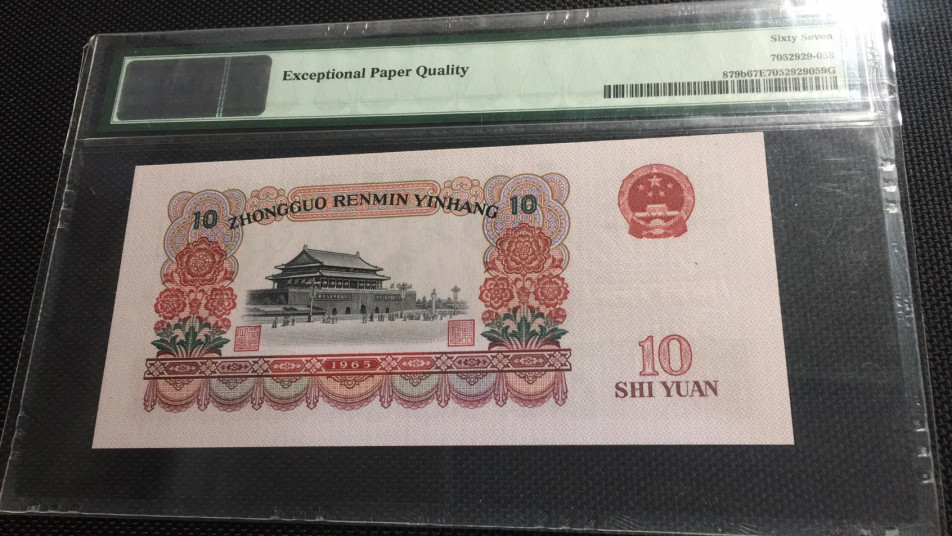 Sixty Seven
Exceptional Paper Quality
7052929-058
879b67E7052929059G
10 ZHONGGUO RENMIN YINHANG 10
1965
10
SHI YUAN